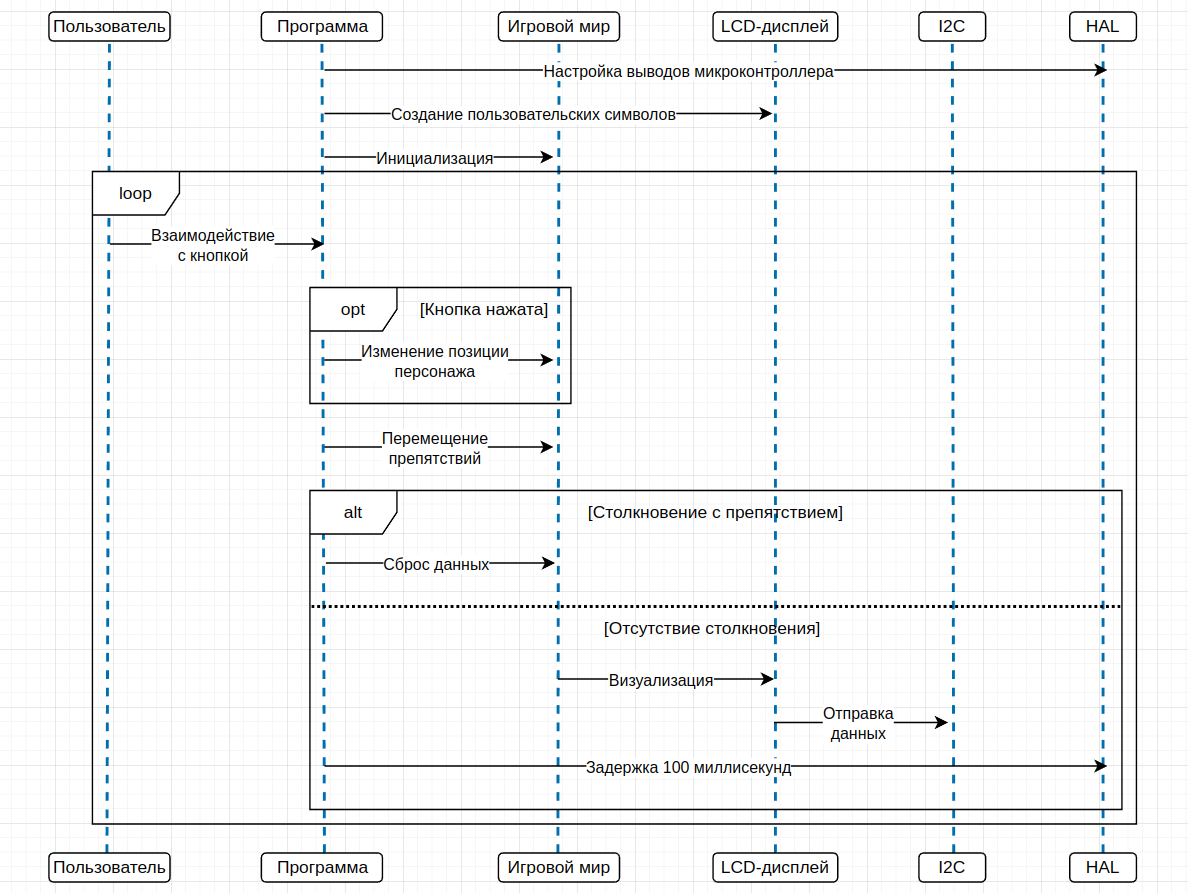 Пользователь
Программа
Игровой мир
LCD-дисплей
I2C
HAL
Настройка выводов микроконтроллера
Создание пользовательских символов
Инициализация
loop
Взаимодействие
с кнопкой
opt
[Кнопка нажата]
Изменение позиции
персонажа
Перемещение
препятствий
alt
[Столкновение с препятствием]
Сброс данных
[Отсутствие столкновения]
Визуализация
Отправка
данных
Задержка 100 миллисекунд
Пользователь
Программа
Игровой мир
LCD-дисплей
I2C
HAL